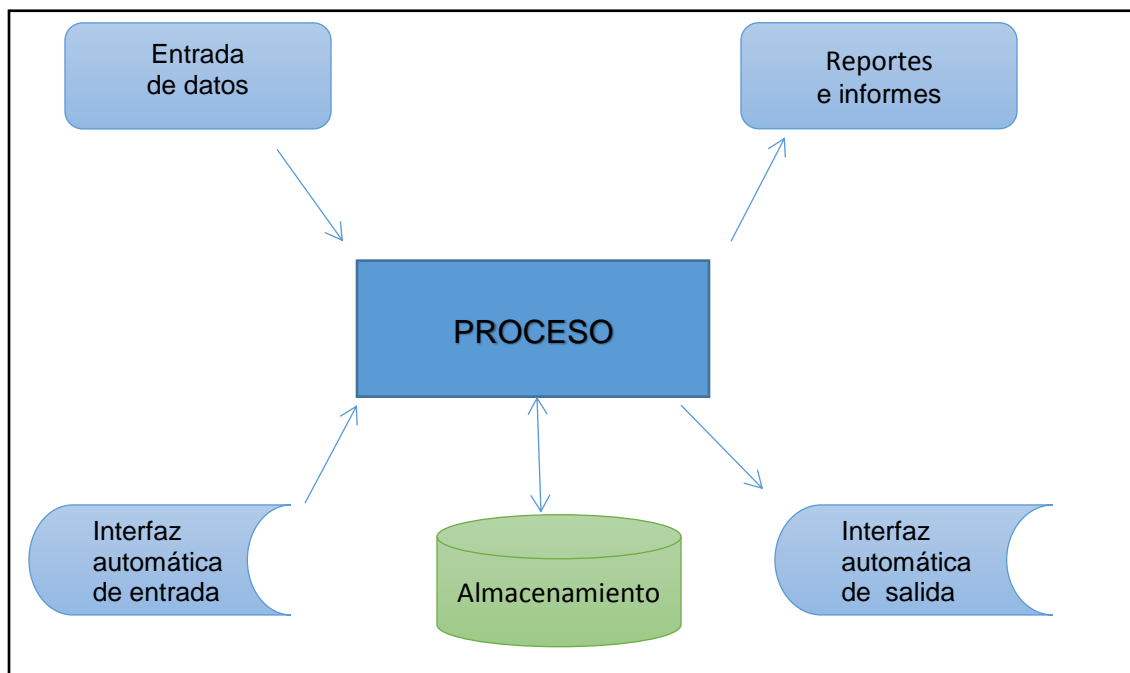 Entrada
de datos
Reportes
e informes
PROCESO
Interfaz
automática
de entrada
Almacenamiento
Interfaz
automática
de salida